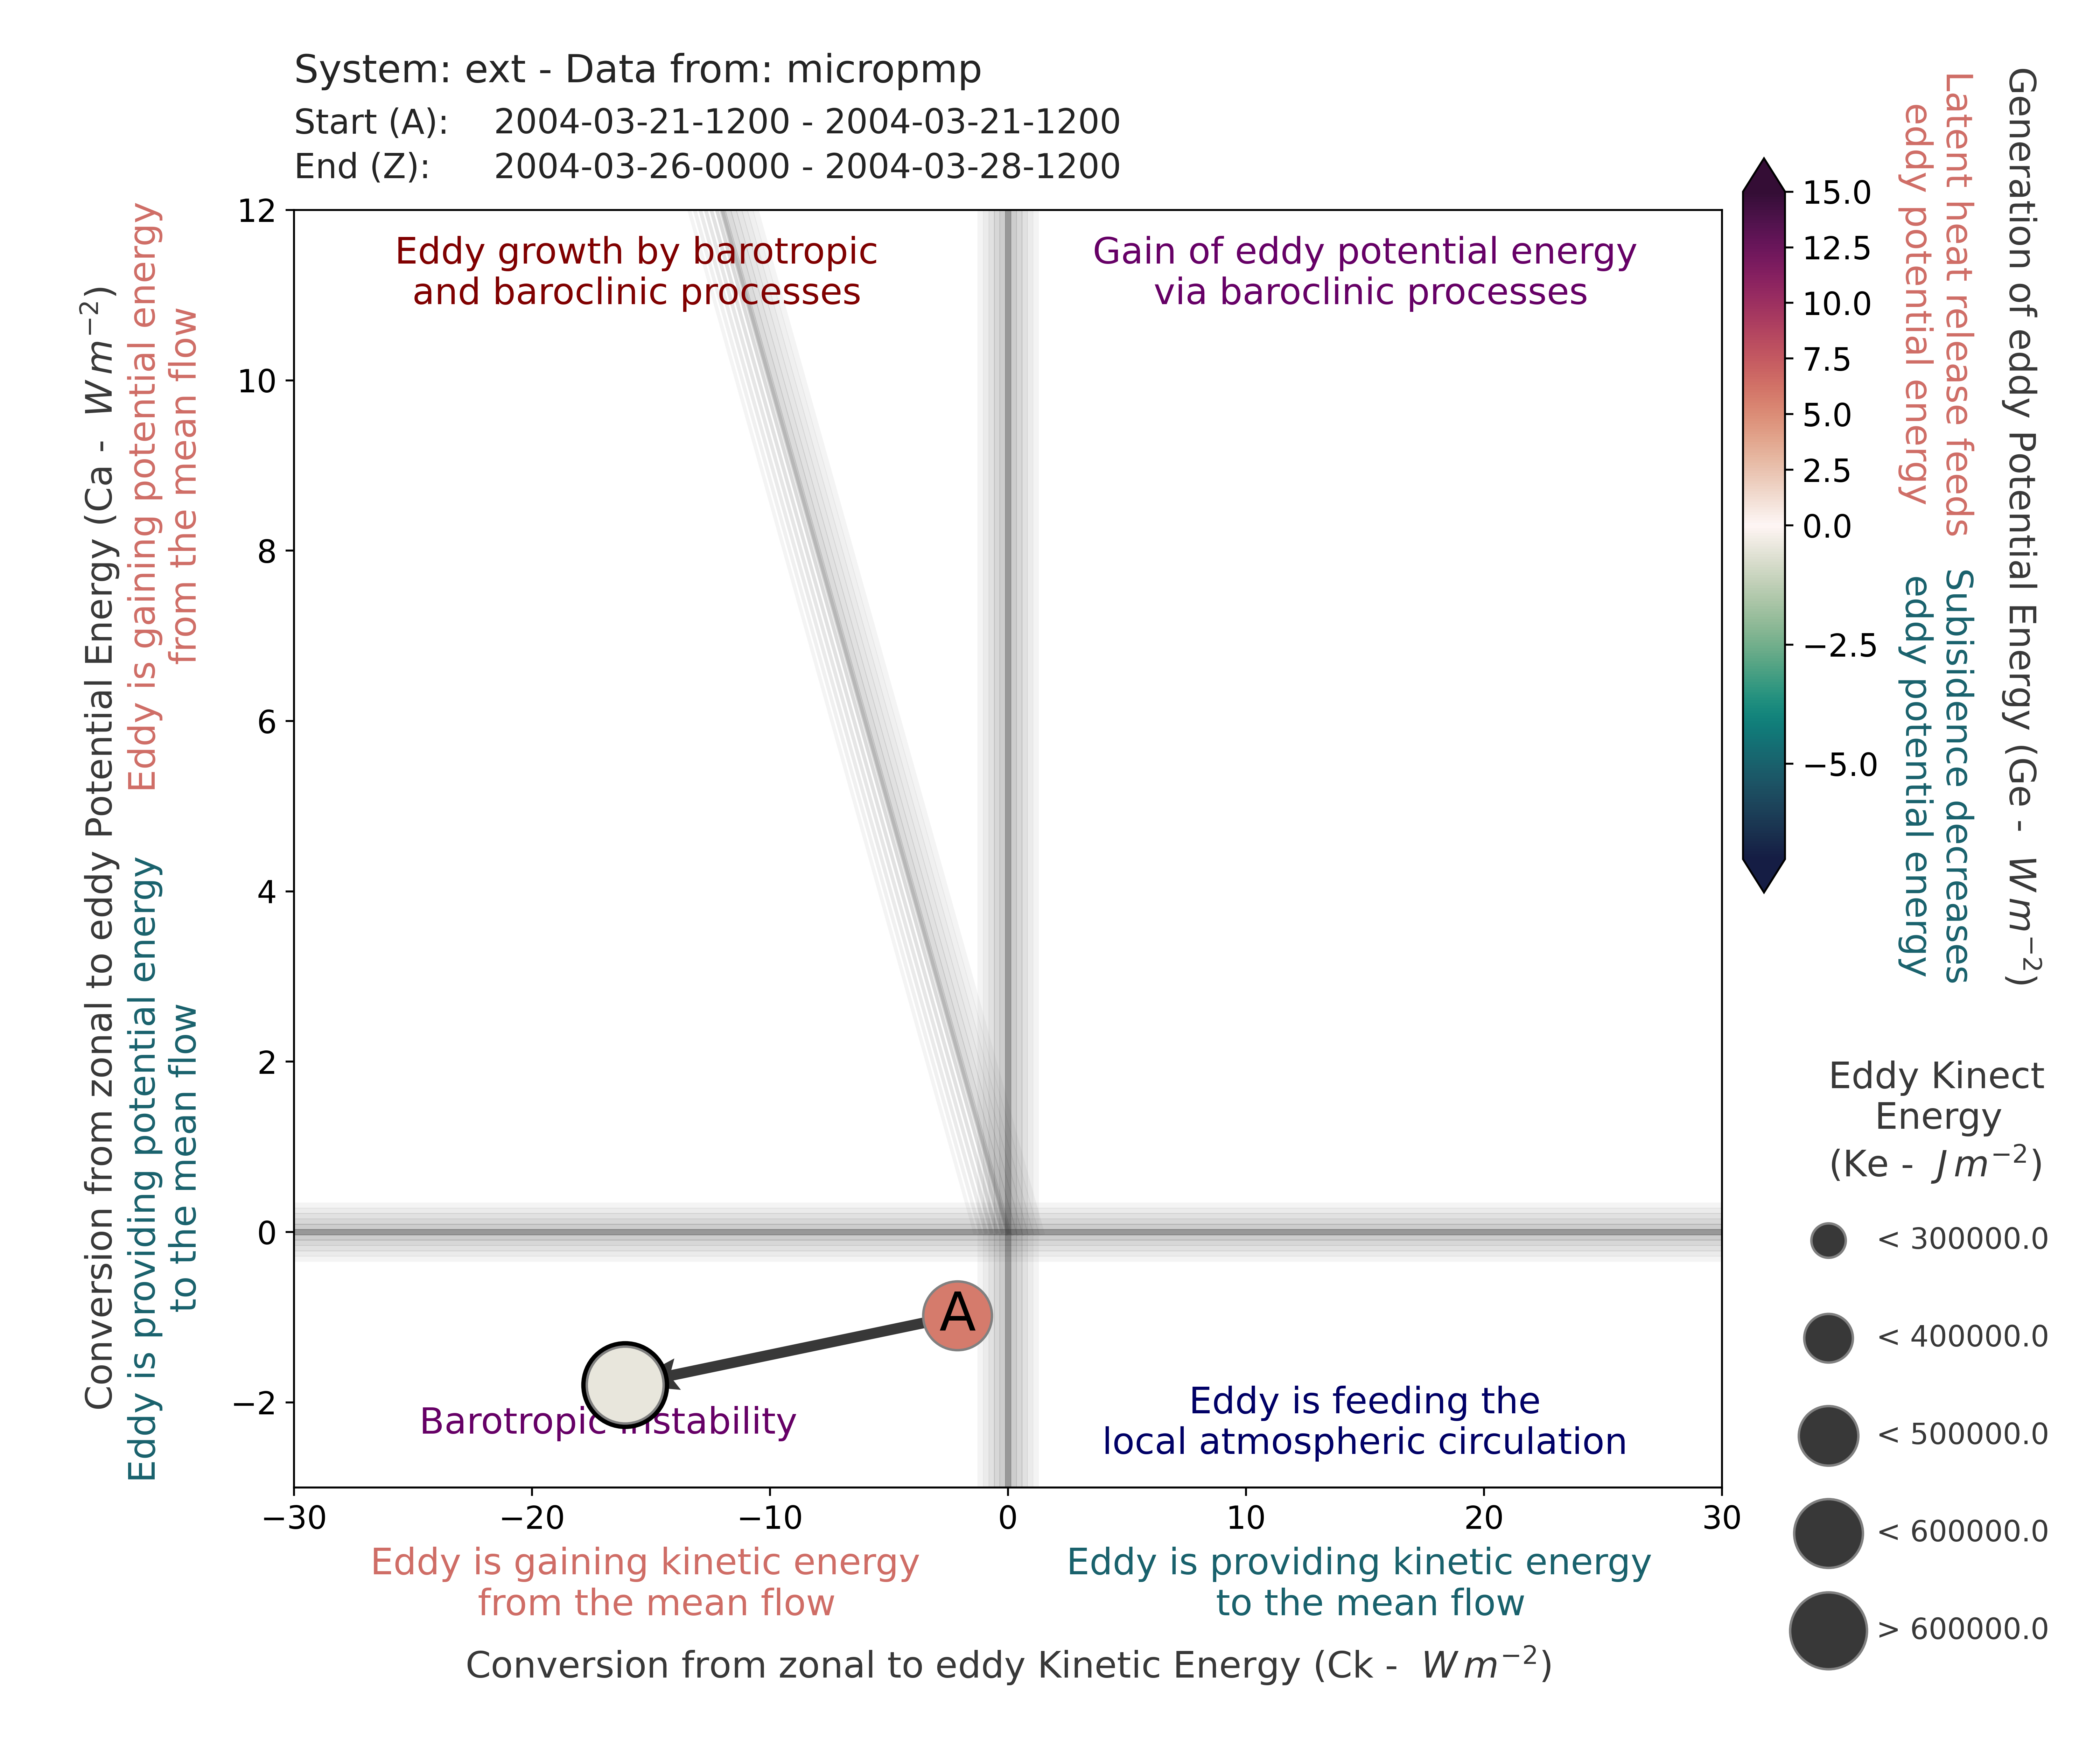 System: ext - Data from: micropmp
Start (A): 2004-03-21-1200 - 2004-03-21-1200
End (Z): 2004-03-26-0000 - 2004-03-28-1200
Conversion from zonal to eddy Potential Energy (Ca - W m⁻²)
Eddy is gaining potential energy
from the mean flow
Eddy is providing potential energy
to the mean flow
12
10
8
6
4
2
0
−2
Eddy growth by barotropic
and baroclinic processes
Gain of eddy potential energy
via baroclinic processes
A
Barotropic instability
Eddy is feeding the
local atmospheric circulation
−30
−20
−10
0
10
20
30
Eddy is gaining kinetic energy
from the mean flow
Eddy is providing kinetic energy
to the mean flow
Conversion from zonal to eddy Kinetic Energy (Ck - W m⁻²)
15.0
12.5
10.0
7.5
5.0
2.5
0.0
−2.5
−5.0
Latent heat release feeds
eddy potential energy
Subisidence decreases
eddy potential energy
Generation of eddy Potential Energy (Ge - W m⁻²)
Eddy Kinect
Energy
(Ke - J m⁻²)
< 300000.0
< 400000.0
< 500000.0
< 600000.0
> 600000.0